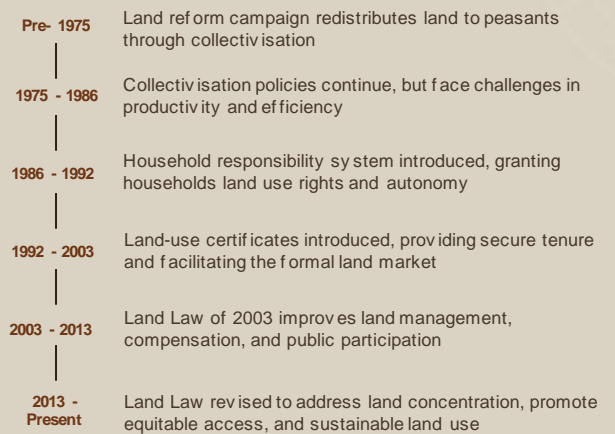 Pre- 1975
Land reform campaign redistributes land to peasants
through collectivisation
1975 - 1986
Collectivisation policies continue, but face challenges in
productivity and efficiency
1986 - 1992
Household responsibility system introduced, granting
households land use rights and autonomy
1992 - 2003
Land-use certificates introduced, providing secure tenure
and facilitating the formal land market
2003 - 2013
Land Law of 2003 improves land management,
compensation, and public participation
2013 -
Present
Land Law revised to address land concentration, promote
equitable access, and sustainable land use